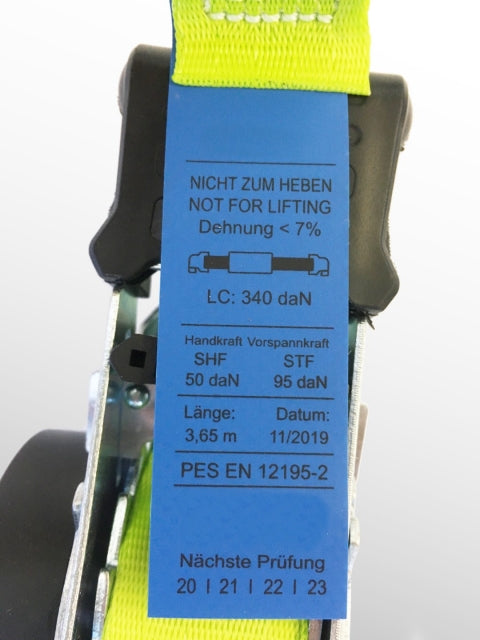 NICHT ZUM HEBEN
NOT FOR LIFTING
Dehnung < 7%
LC: 340 daN
Handkraft Vorspannkraft
SHF STF
50 daN 95 daN
Länge: Datum:
3,65 m 11/2019
PES EN 12195-2
Nächste Prüfung
20 | 21 | 22 | 23